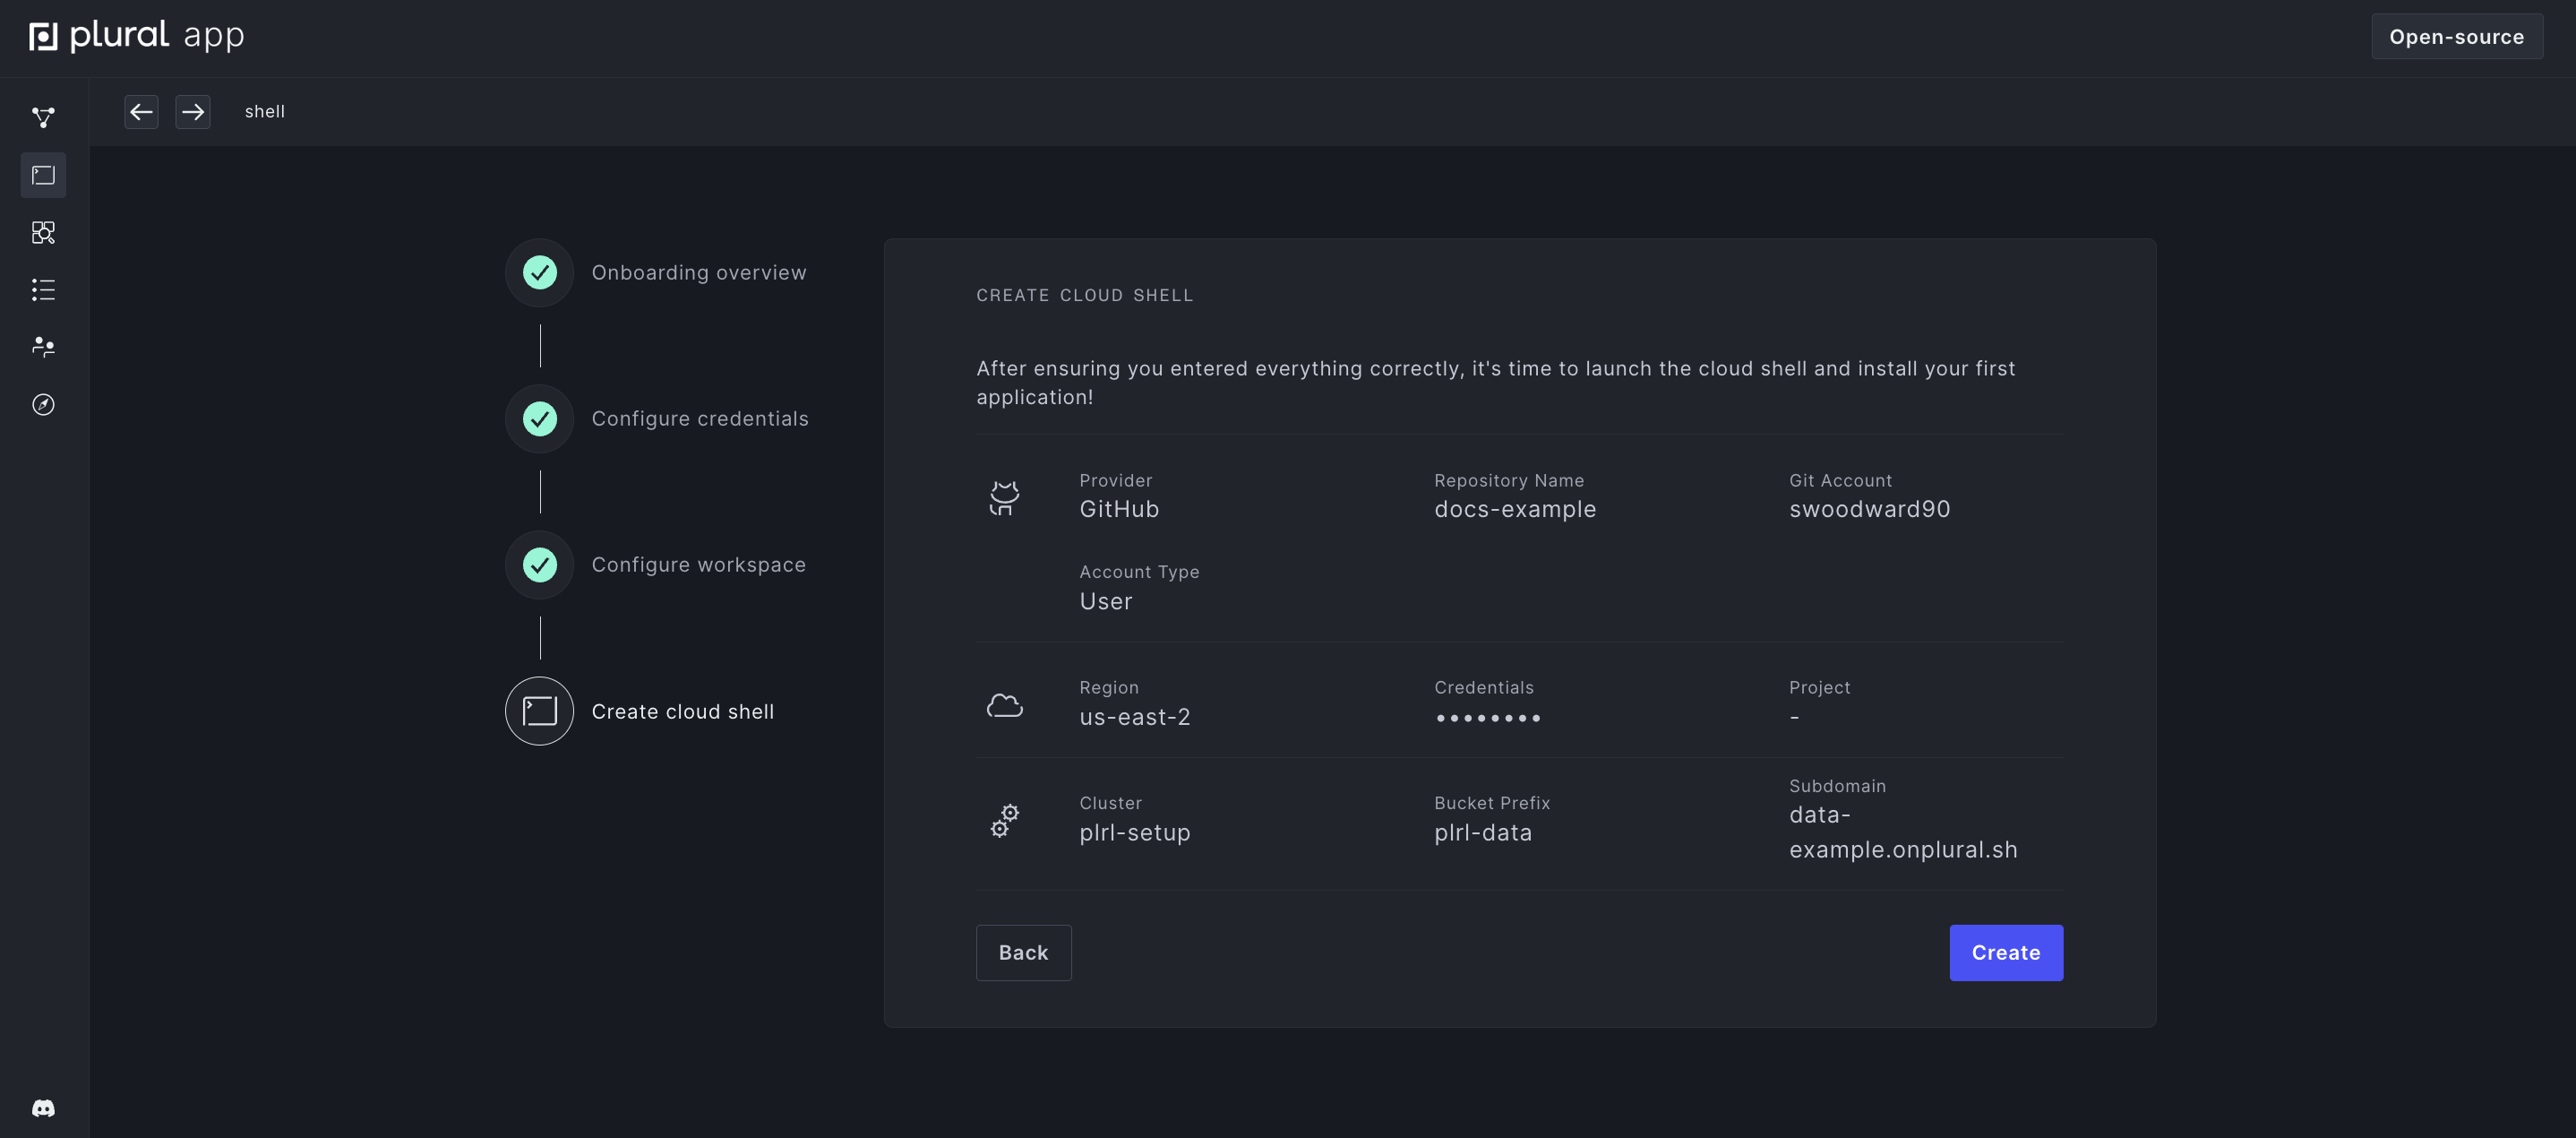 plural app
Open-source
shell
Onboarding overview
Configure credentials
Configure workspace
Create cloud shell
CREATE CLOUD SHELL
After ensuring you entered everything correctly, it's time to launch the cloud shell and install your first
application!
Provider
GitHub
Repository Name
docs-example
Git Account
swoodward90
Account Type
User
Region
us-east-2
Credentials
••••••••
Project
-
Cluster
plrl-setup
Bucket Prefix
plrl-data
Subdomain
data-
example.onplural.sh
Back
Create